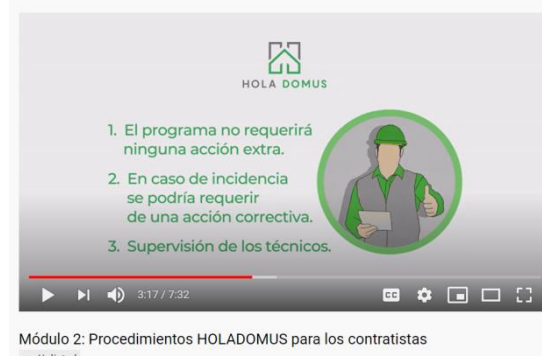 HOLA DOMUS
1. El programa no requerirá
ninguna acción extra.
2. En caso de incidencia
se podría requerir
de una acción correctiva.
3. Supervisión de los técnicos.
3:17 / 7:32
CC
Módulo 2: Procedimientos HOLADOMUS para los contratistas